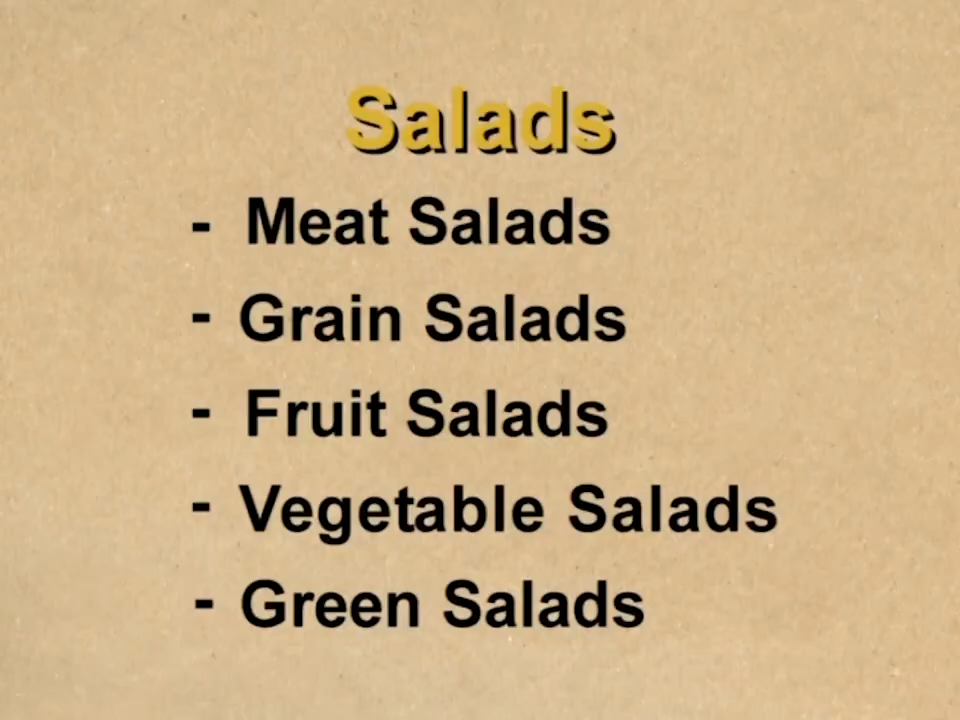 Salads
- Meat Salads
- Grain Salads
- Fruit Salads
- Vegetable Salads
- Green Salads